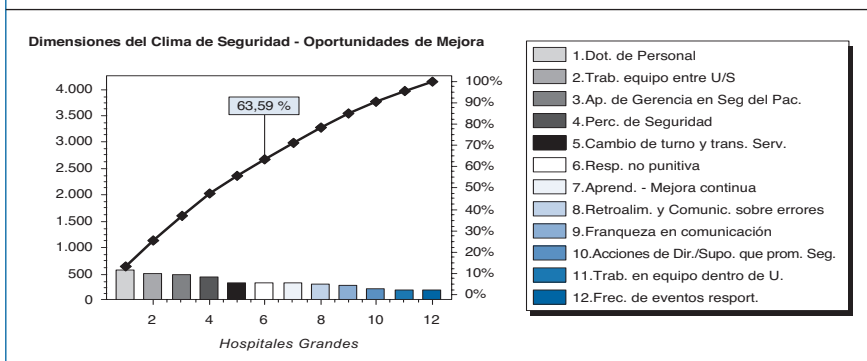 Dimensiones del Clima de Seguridad - Oportunidades de Mejora
4.000
3.500
3.000
2.500
2.000
1.500
1.000
500
0
63,59 %
100%
90%
80%
70%
60%
50%
40%
30%
20%
10%
0%
2 4 6 8 10 12
Hospitales Grandes
1.Dot. de Personal
2.Trab. equipo entre U/S
3.Ap. de Gerencia en Seg del Pac.
4.Perc. de Seguridad
5.Cambio de turno y trans. Serv.
6.Resp. no punitiva
7.Aprend. - Mejora continua
8.Retroalim. y Comunic. sobre errores
9.Franqueza en comunicación
10.Acciones de Dir./Supo. que prom. Seg.
11.Trab. en equipo dentro de U.
12.Frec. de eventos resport.